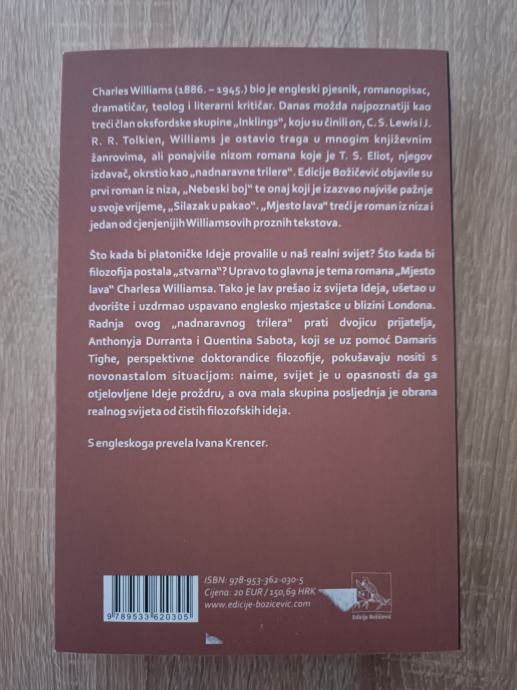 Charles Williams (1886. – 1945.) bio je engleski pjesnik, romanopisac,
dramatičar, teolog i literarni kritičar. Danas možda najpoznatiji kao
treći član oksfordske skupine „Inklings“, koju su činili on, C. S. Lewis i J.
R. R. Tolkien, Williams je ostavio traga u mnogim književnim
žanrovima, ali ponajviše nizom romana koje je T. S. Eliot, njegov
izdavač, okrstio kao „nadnaravne trilere“. Edicije Božičević objavile su
prvi roman iz niza, „Nebeski boj“ te onaj koji je izazvao najviše pažnje
u svoje vrijeme, „Silazak u pakao“. „Mjesto lava“ treći je roman iz niza i
jedan od cjenjenijih Williamsovih proznih tekstova.
Što kada bi platoničke Ideje provalile u naš realni svijet? Što kada bi
filozofija postala „stvarna“? Upravo to glavna je tema romana „Mjesto
lava“ Charlesa Williamsa. Tako je lav prešao iz svijeta Ideja, ušetao u
dvorište i uzdrmao uspavano englesko mjestašce u blizini Londona.
Radnja ovog „nadnaravnog trilera" prati dvojicu prijatelja,
Anthonyja Durranta i Quentina Sabota, koji se uz pomoć Damaris
Tighe, perspektivne doktorandice filozofije, pokušavaju nositi s
novonastalom situacijom: naime, svijet je u opasnosti da ga
otjelovljene Ideje proždru, a ova mala skupina posljednja je obrana
realnog svijeta od čistih filozofskih ideja.
S engleskoga prevela Ivana Krencer.
ISBN: 978-953-362-030-5
Cijena: 20 EUR / 150,69 HRK
www.edicije-bozicevic.com
9 789533 620305
Edicije Božičević